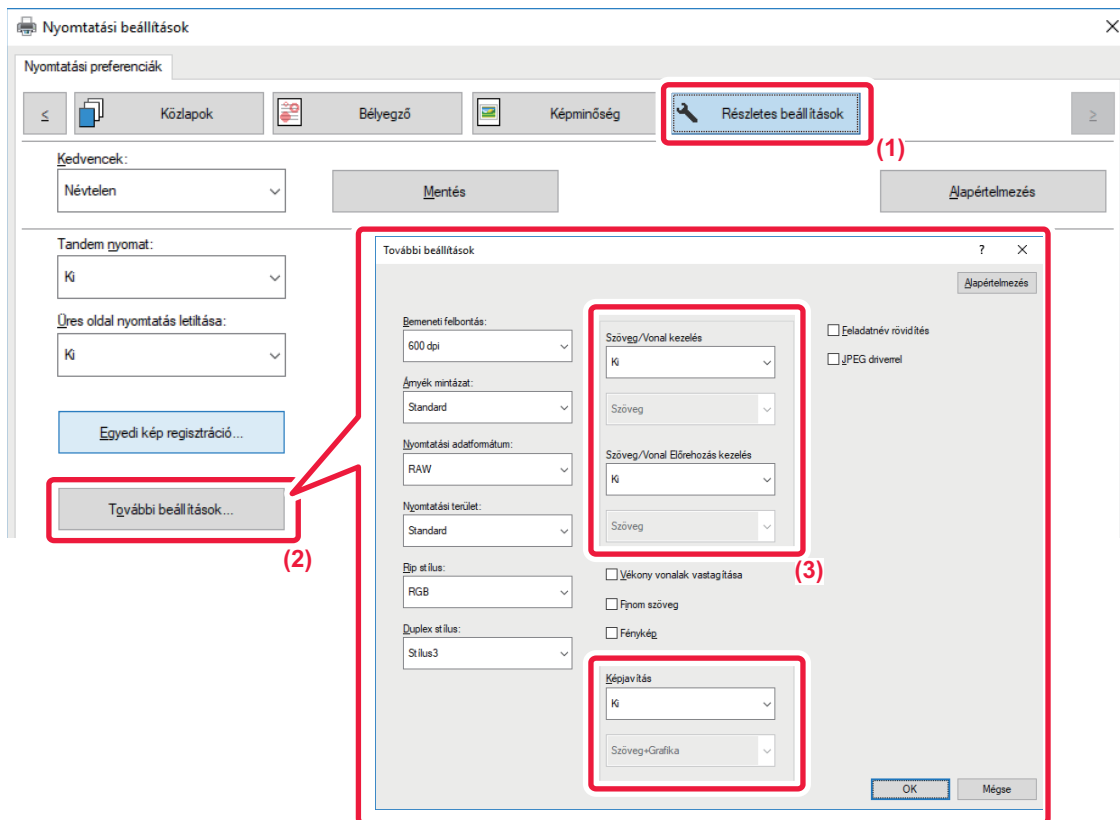 Nyomtatási beállítások
Nyomtatási preferenciák
<
Közlapok
Bélyegző
Képminőség
Részletes beállítások
>
(1)
Kedvencek:
Névtelen
Mentés
Alapértelmezés
Tandem nyomat:
Ki
Üres oldal nyomtatás letiltása:
Ki
Egyedi kép regisztráció...
További beállítások...
(2)
További beállítások
?
Alapértelmezés
Bemeneti felbontás:
600 dpi
Árnyék mintázat:
Standard
Nyomtatási adatformátum:
RAW
Nyomtatási terület:
Standard
Rip stílus:
RGB
Duplex stílus:
Stílus3
Szöveg/Vonal kezelés
Ki
Szöveg
Szöveg/Vonal Előrehozás kezelés
Ki
Szöveg
(3)
Vékony vonalak vastagítása
Finom szöveg
Fénykép
Képjavítás
Ki
Szöveg+Grafika
Feladatnév rövidítés
JPEG driverrel
OK
Mégse